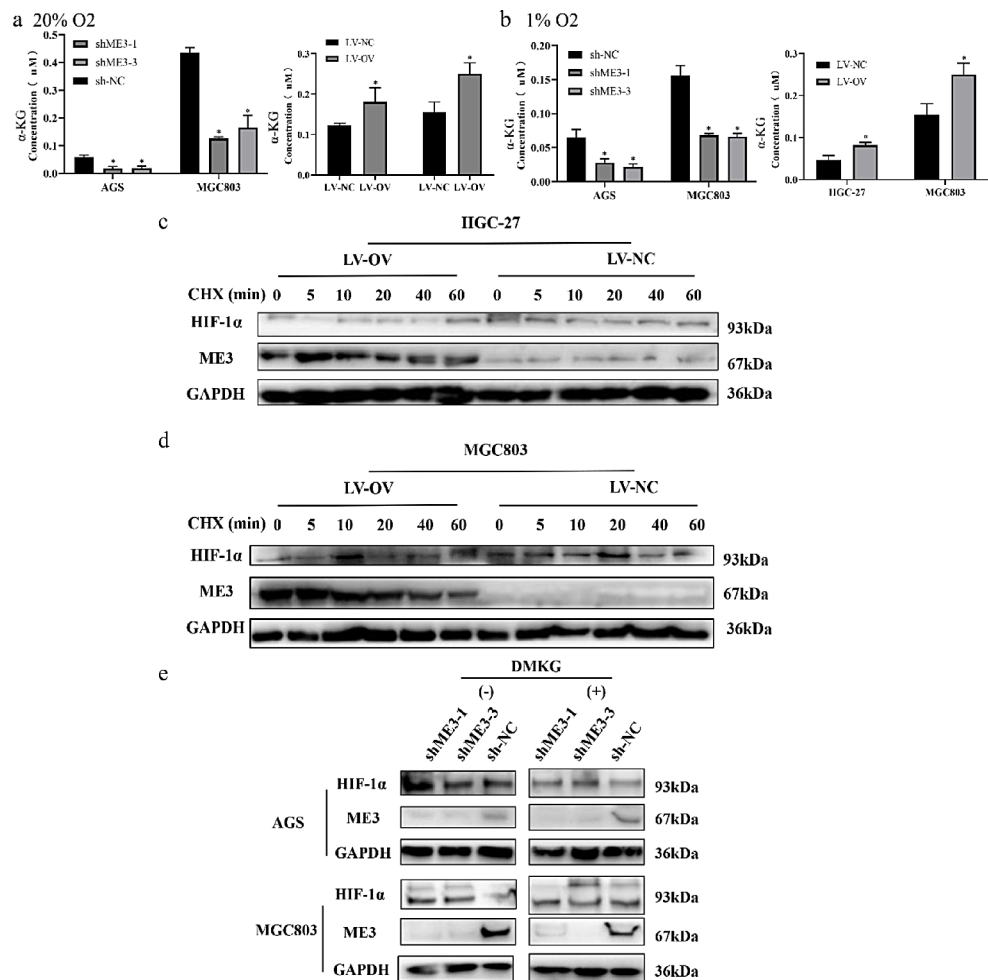 a 20% O2
b 1% O2
α-KG
Concentration ( uM)
0.5
0.4
0.3
0.2
0.1
0.0
shME3-1
shME3-3
sh-NC
* * * *
AGS MGC803
α-KG
Concentration ( uM)
0.3
0.2
0.1
0.0
LV-NC
LV-OV
* *
LV-NC LV-OV LV-NC LV-OV
α-KG
Concentration ( uM)
0.20
0.15
0.10
0.05
0.00
sh-NC
shME3-1
shME3-3
* * * *
AGS MGC803
α-KG
Concentration ( uM)
0.3
0.2
0.1
0.0
LV-NC
LV-OV
* *
HGC-27 MGC803
c
HGC-27
LV-OV LV-NC
CHX (min) 0 5 10 20 40 60 0 5 10 20 40 60
HIF-1α 93kDa
ME3 67kDa
GAPDH 36kDa
d
MGC803
LV-OV LV-NC
CHX (min) 0 5 10 20 40 60 0 5 10 20 40 60
HIF-1α 93kDa
ME3 67kDa
GAPDH 36kDa
e
DMKG
(-) (+)
shME3-1 shME3-3 sh-NC shME3-1 shME3-3 sh-NC
AGS
HIF-1α 93kDa
ME3 67kDa
GAPDH 36kDa
MGC803
HIF-1α 93kDa
ME3 67kDa
GAPDH 36kDa